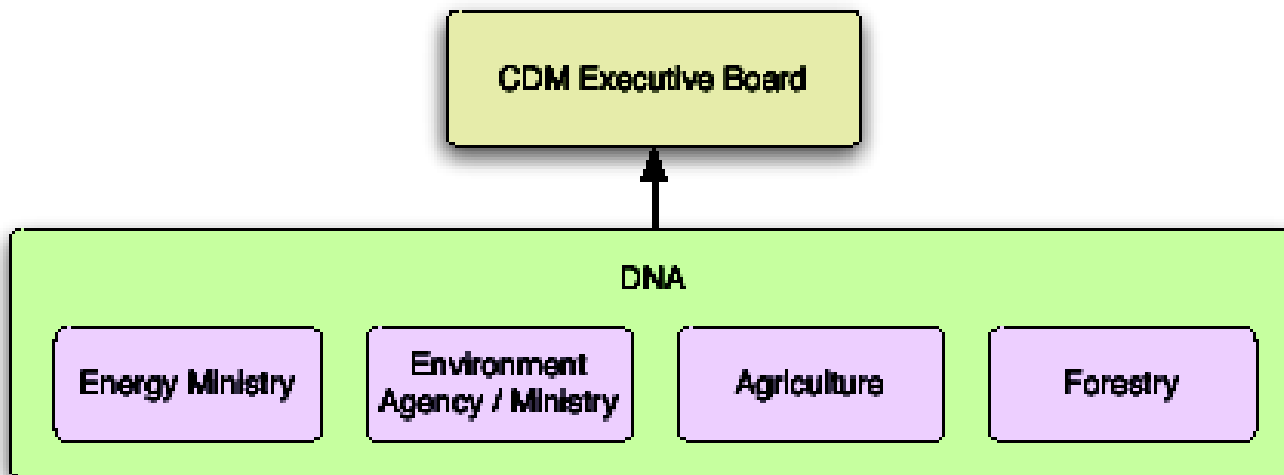 CDM Executive Board
DNA
Energy Ministry
Environment
Agency / Ministry
Agriculture
Forestry